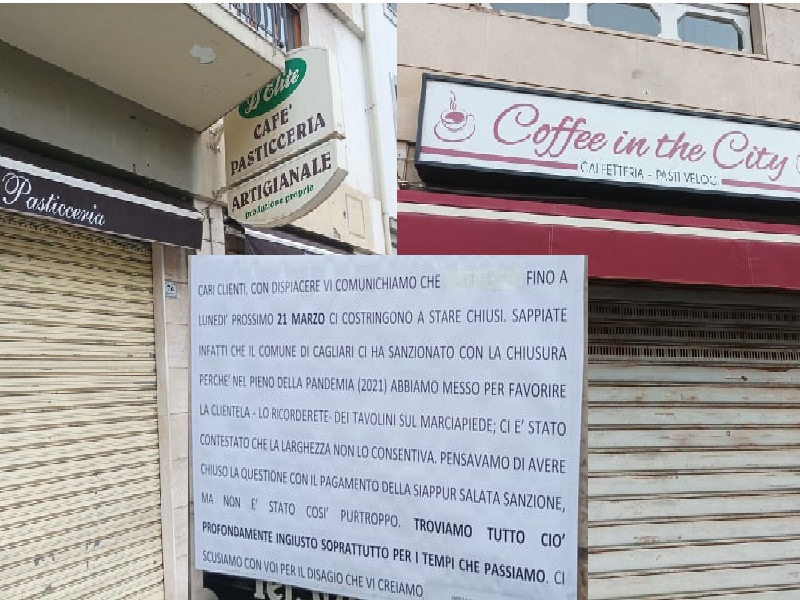 D'Elite
CAFE'
PASTICCERIA
ARTIGIANALE
produzione propria
Pasticceria
Coffee in the City
CAFFETTERIA - PASTI VELOCI
CARI CLIENTI, CON DISPIACERE VI COMUNICHIAMO CHE FINO A
LUNEDI' PROSSIMO 21 MARZO CI COSTRINGONO A STARE CHIUSI. SAPPIATE
INFATTI CHE IL COMUNE DI CAGLIARI CI HA SANZIONATO CON LA CHIUSURA
PERCHE' NEL PIENO DELLA PANDEMIA (2021) ABBIAMO MESSO PER FAVORIRE
LA CLIENTELA - LO RICORDERETE- DEI TAVOLINI SUL MARCIAPIEDE; CI E' STATO
CONTESTATO CHE LA LARGHEZZA NON LO CONSENTIVA. PENSAVAMO DI AVERE
CHIUSO LA QUESTIONE CON IL PAGAMENTO DELLA SIAPPUR SALATA SANZIONE,
MA NON E' STATO COSI' PURTROPPO. TROVIAMO TUTTO CIO'
PROFONDAMENTE INGIUSTO SOPRATTUTTO PER I TEMPI CHE PASSIAMO. CI
SCUSIAMO CON VOI PER IL DISAGIO CHE VI CREIAMO